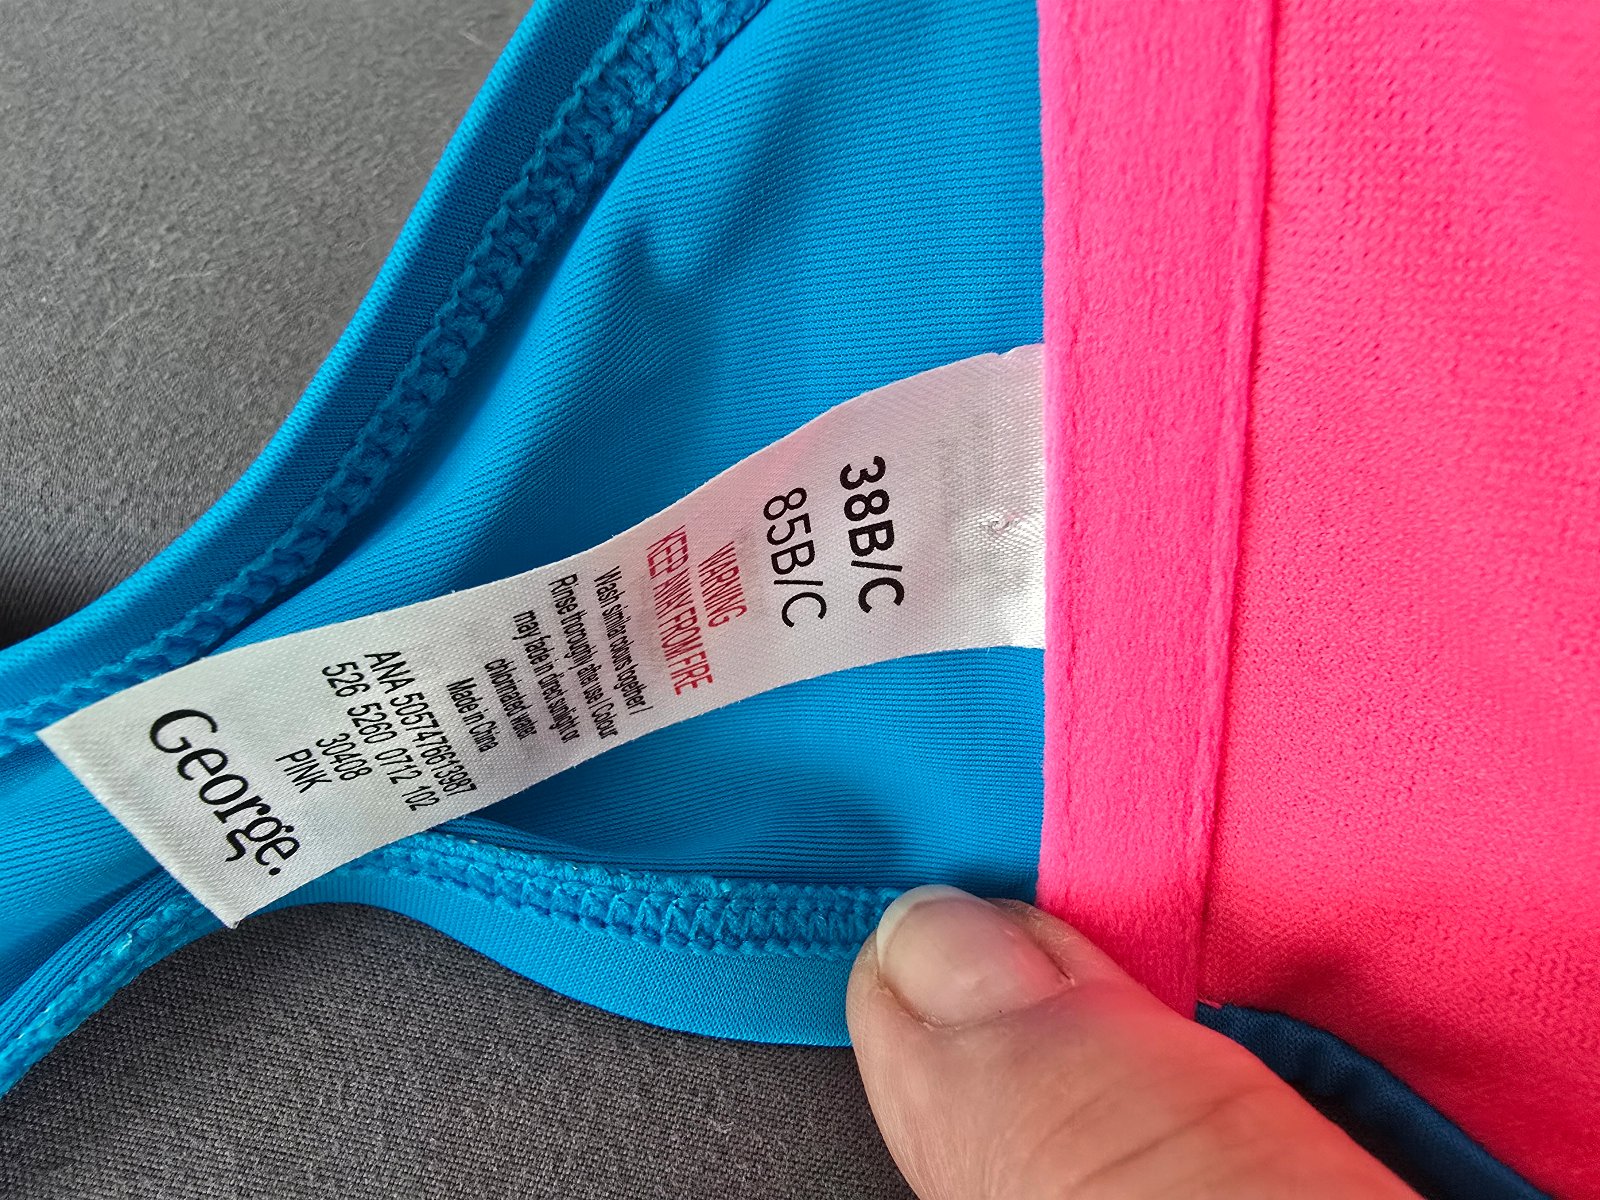 38B/C
85B/C
WARNING
KEEP AWAY FROM FIRE
Wash similar colours together /
Rinse thoroughly after use / Colour
may fade in direct sunlight or
chlorinated water.
Made in China
ANA 5057476613987
526 5260 0712 102
30408
PINK
George.